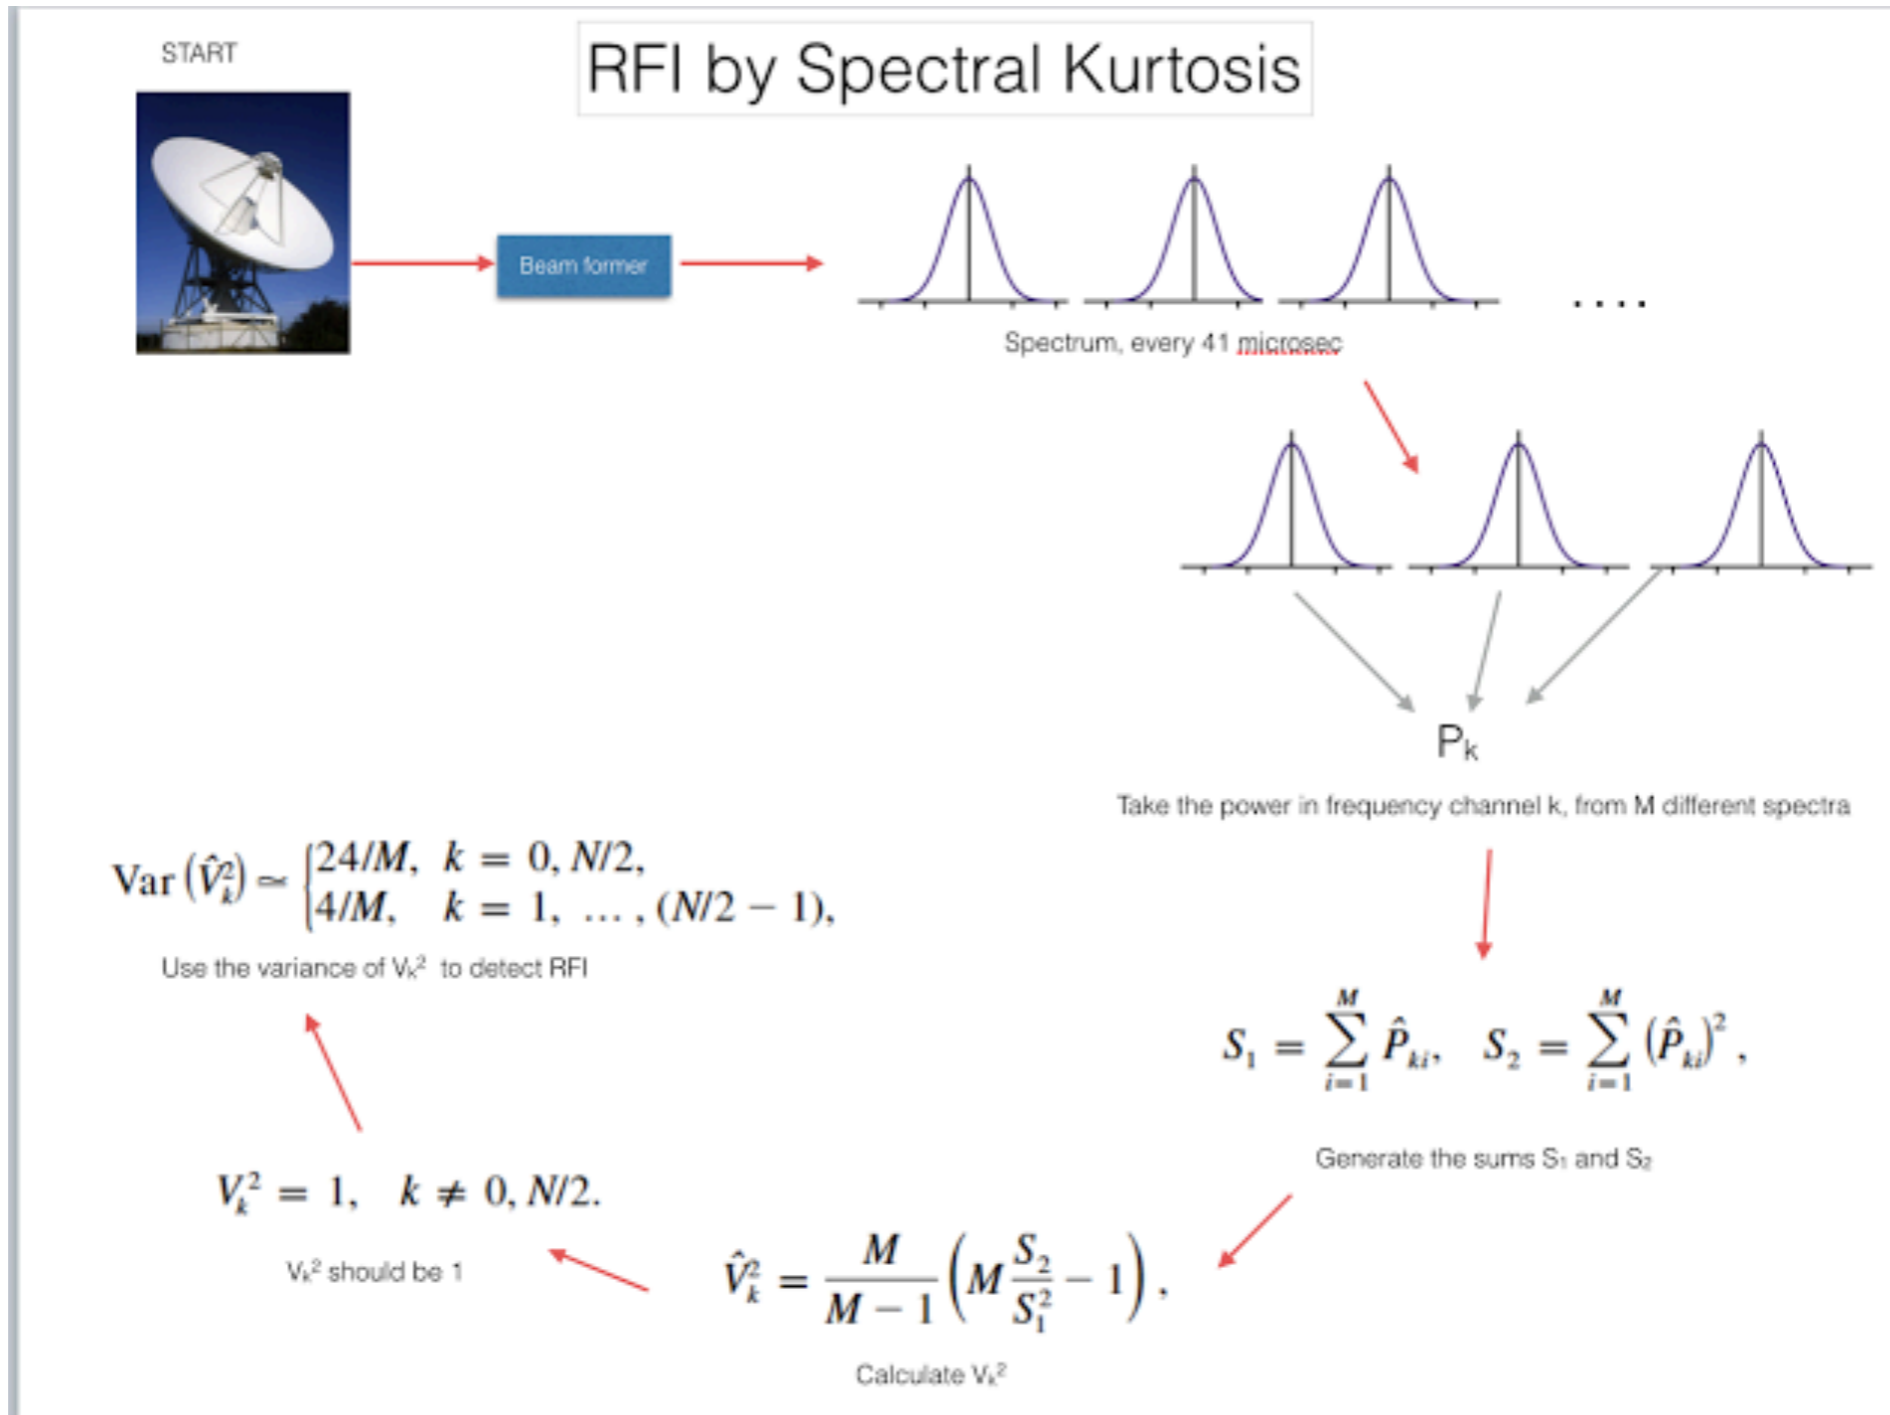 START
RFI by Spectral Kurtosis
Beam former
....
Spectrum, every 41 microsec
Pₖ
Take the power in frequency channel k, from M different spectra
S₁ = ∑_{i=1}^{M} P̂ₖᵢ, S₂ = ∑_{i=1}^{M} (P̂ₖᵢ)²,
Generate the sums S₁ and S₂
V̂ₖ² = M/(M − 1) (M S₂/S₁² − 1),
Calculate Vₖ²
Vₖ² = 1, k ≠ 0, N/2.
Vₖ² should be 1
Var (V̂ₖ²) ≃ { 24/M, k = 0, N/2,
4/M, k = 1, ... , (N/2 − 1),
Use the variance of Vₖ² to detect RFI